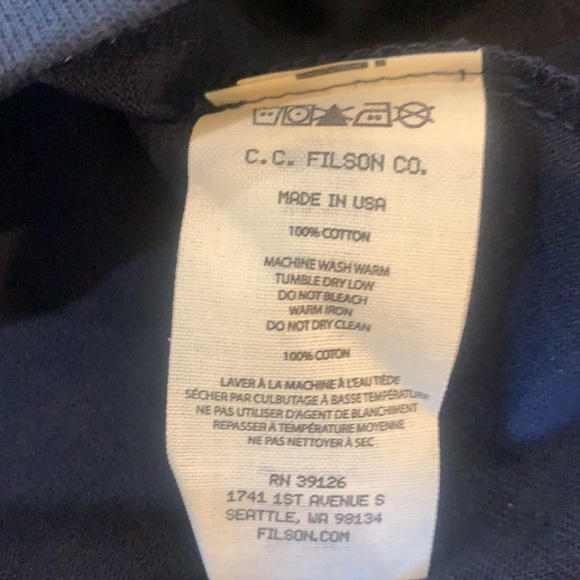 C.C. FILSON CO.
MADE IN USA
100% COTTON
MACHINE WASH WARM
TUMBLE DRY LOW
DO NOT BLEACH
WARM IRON
DO NOT DRY CLEAN
100% COTON
LAVER À LA MACHINE À L'EAU TIÈDE
SÉCHER PAR CULBUTAGE À BASSE TEMPÉRATURE
NE PAS UTILISER D'AGENT DE BLANCHIMENT
REPASSER À TEMPÉRATURE MOYENNE
NE PAS NETTOYER À SEC
RN 39126
1741 1ST AVENUE S
SEATTLE, WA 98134
FILSON.COM